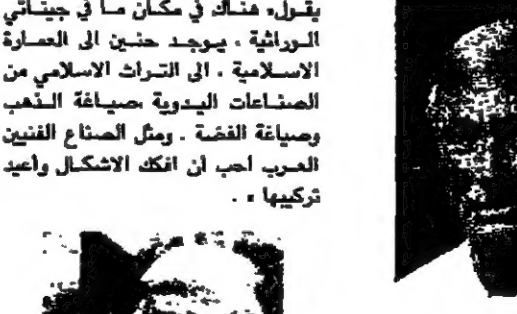 يقول» هناك في مكان ما في جيناتي
الوراثية ، يوجد حنين الى العمارة
الاسلامية ، الى التراث الاسلامي من
الصناعات اليدوية ،صياغة الذهب
وصياغة الفضة . ومثل الصناع الفنيين
العرب أحب أن افكك الاشكال وأعيد
تركيبها » .